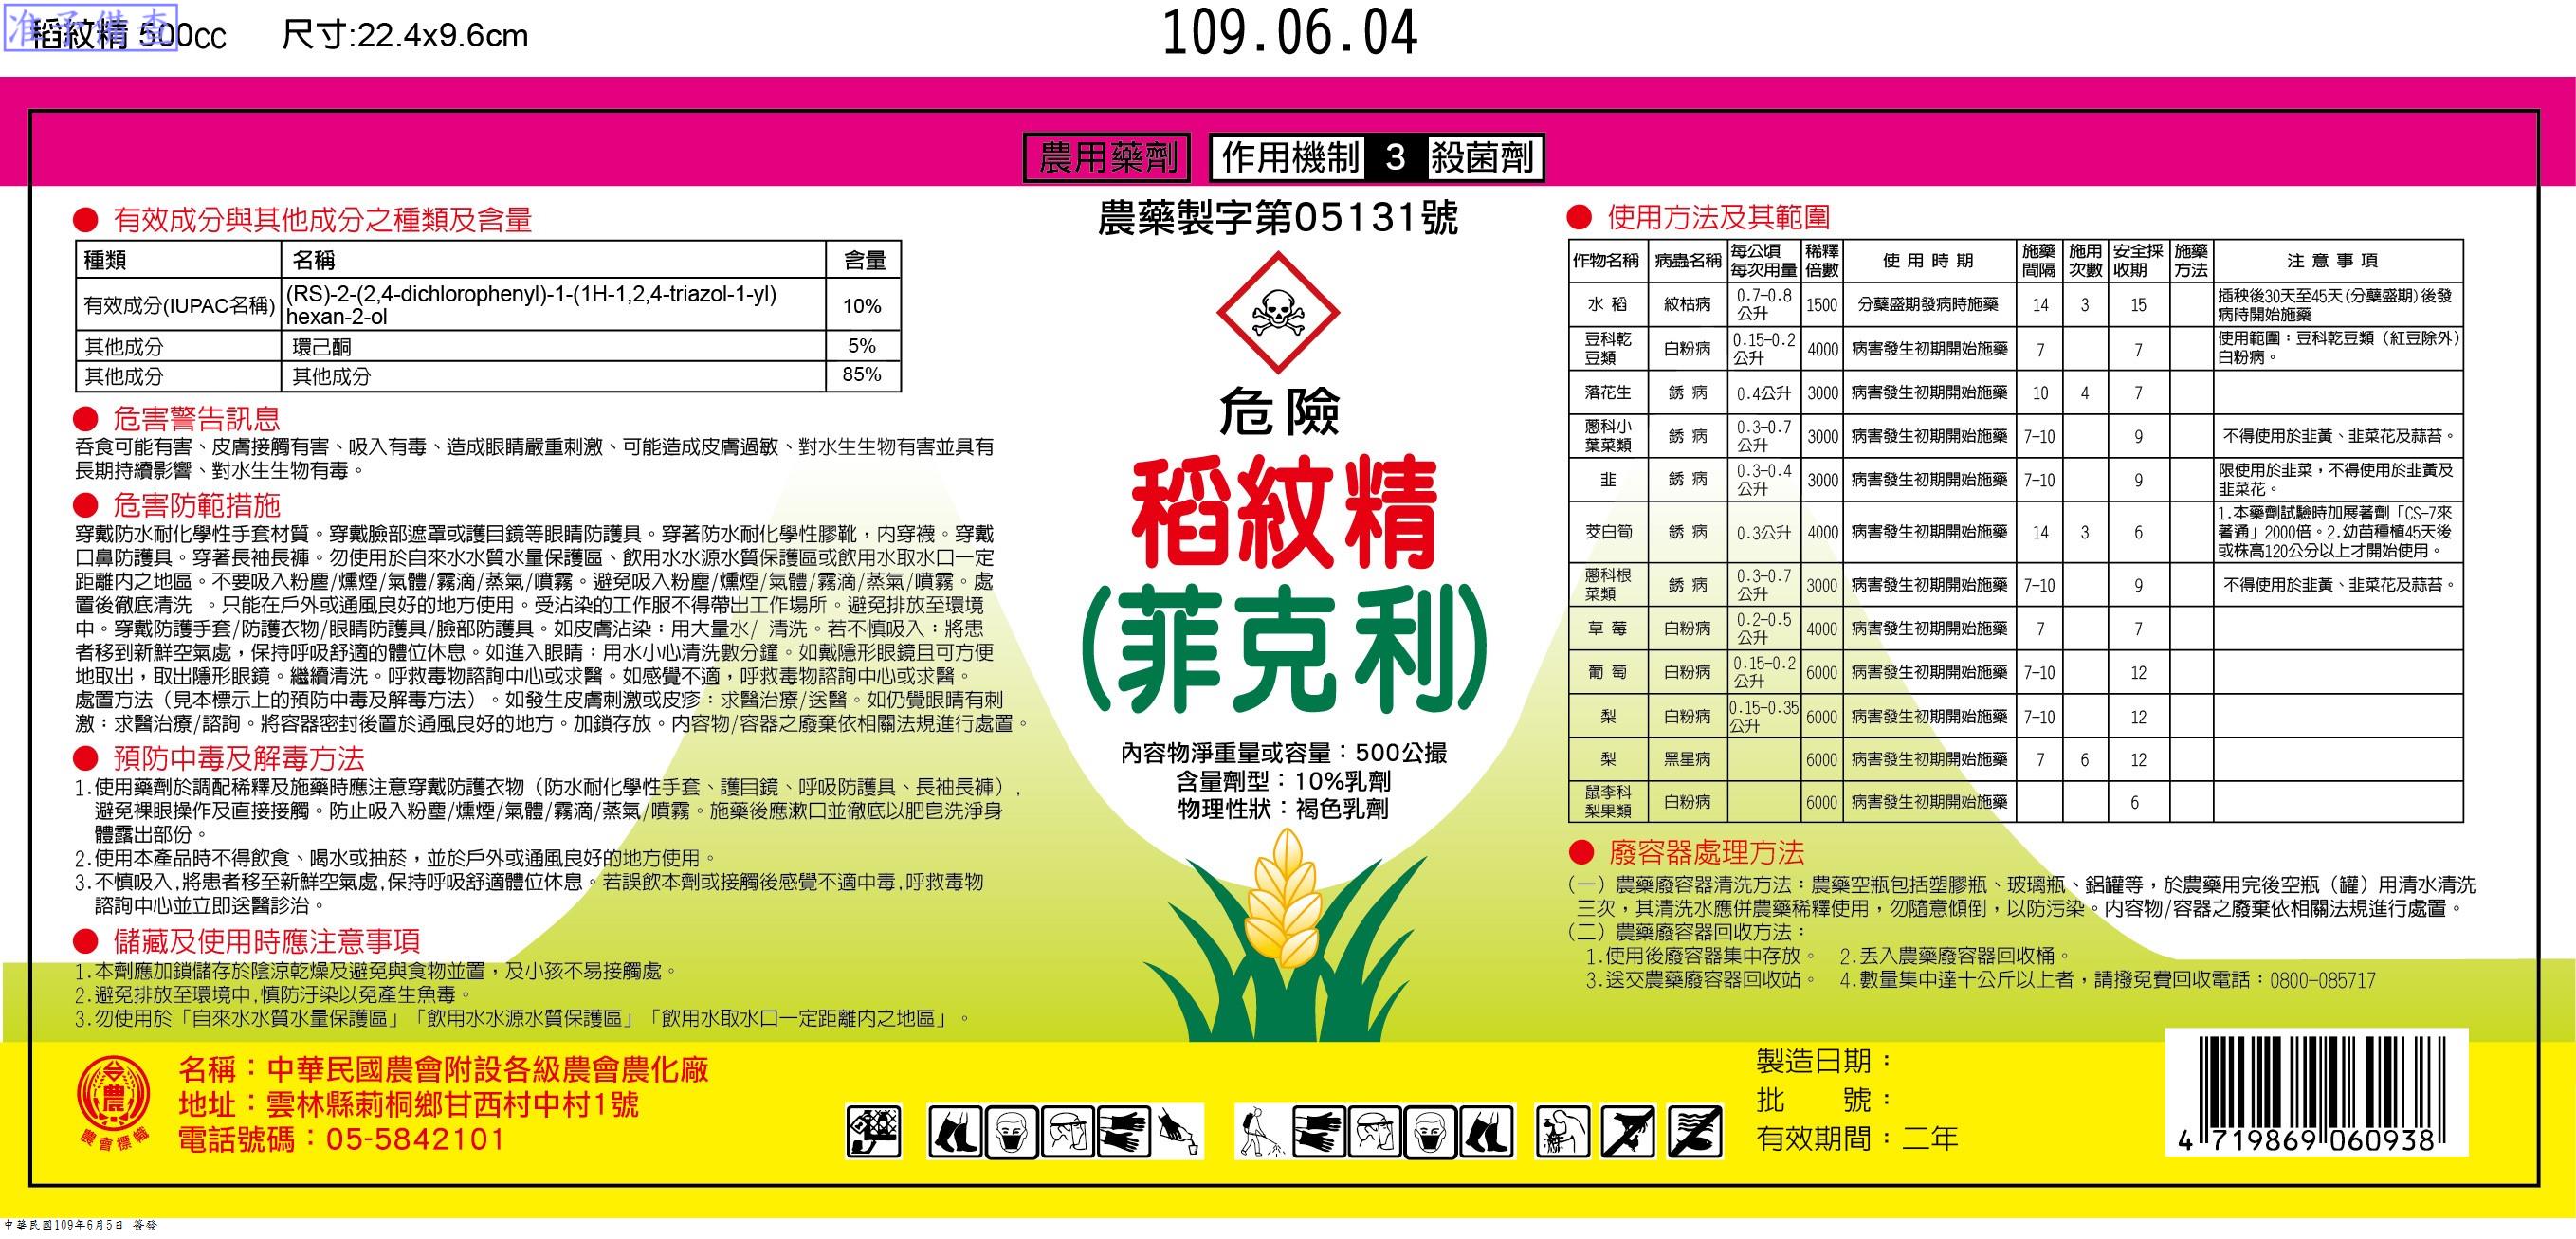 准予備查
稻紋精 500cc 尺寸:22.4x9.6cm
109.06.04
農用藥劑 作用機制 3 殺菌劑
● 有效成分與其他成分之種類及含量
種類 名稱 含量
有效成分(IUPAC名稱) (RS)-2-(2,4-dichlorophenyl)-1-(1H-1,2,4-triazol-1-yl) 10%
hexan-2-ol
其他成分 環己酮 5%
其他成分 其他成分 85%
● 危害警告訊息
吞食可能有害、皮膚接觸有害、吸入有毒、造成眼睛嚴重刺激、可能造成皮膚過敏、對水生生物有害並具有
長期持續影響、對水生生物有毒。
● 危害防範措施
穿戴防水耐化學性手套材質。穿戴臉部遮罩或護目鏡等眼睛防護具。穿著防水耐化學性膠靴，內穿襪。穿戴
口鼻防護具。穿著長袖長褲。勿使用於自來水水質水量保護區、飲用水水源水質保護區或飲用水取水口一定
距離內之地區。不要吸入粉塵/燻煙/氣體/霧滴/蒸氣/噴霧。避免吸入粉塵/燻煙/氣體/霧滴/蒸氣/噴霧。處
置後徹底清洗 。只能在戶外或通風良好的地方使用。受沾染的工作服不得帶出工作場所。避免排放至環境
中。穿戴防護手套/防護衣物/眼睛防護具/臉部防護具。如皮膚沾染：用大量水/ 清洗。若不慎吸入：將患
者移到新鮮空氣處，保持呼吸舒適的體位休息。如進入眼睛：用水小心清洗數分鐘。如戴隱形眼鏡且可方便
地取出，取出隱形眼鏡。繼續清洗。呼救毒物諮詢中心或求醫。如感覺不適，呼救毒物諮詢中心或求醫。
處置方法（見本標示上的預防中毒及解毒方法）。如發生皮膚刺激或皮疹：求醫治療/送醫。如仍覺眼睛有刺
激：求醫治療/諮詢。將容器密封後置於通風良好的地方。加鎖存放。內容物/容器之廢棄依相關法規進行處置。
● 預防中毒及解毒方法
1.使用藥劑於調配稀釋及施藥時應注意穿戴防護衣物（防水耐化學性手套、護目鏡、呼吸防護具、長袖長褲）,
避免裸眼操作及直接接觸。防止吸入粉塵/燻煙/氣體/霧滴/蒸氣/噴霧。施藥後應漱口並徹底以肥皂洗淨身
體露出部份。
2.使用本產品時不得飲食、喝水或抽菸，並於戶外或通風良好的地方使用。
3.不慎吸入,將患者移至新鮮空氣處,保持呼吸舒適體位休息。若誤飲本劑或接觸後感覺不適中毒,呼救毒物
諮詢中心並立即送醫診治。
● 儲藏及使用時應注意事項
1.本劑應加鎖儲存於陰涼乾燥及避免與食物並置，及小孩不易接觸處。
2.避免排放至環境中,慎防汙染以免產生魚毒。
3.勿使用於「自來水水質水量保護區」「飲用水水源水質保護區」「飲用水取水口一定距離內之地區」。
農藥製字第05131號
危險
稻紋精
(菲克利)
內容物淨重量或容量：500公撮
含量劑型：10%乳劑
物理性狀：褐色乳劑
● 使用方法及其範圍
作物名稱 病蟲名稱 每公頃每次用量 稀釋倍數 使用時期 施藥間隔 施用次數 安全採收期 施藥方法 注意事項
水 稻 紋枯病 0.7-0.8公升 1500 分蘗盛期發病時施藥 14 3 15 插秧後30天至45天(分蘗盛期)後發病時開始施藥
豆科乾豆類 白粉病 0.15-0.2公升 4000 病害發生初期開始施藥 7 7 使用範圍：豆科乾豆類（紅豆除外）白粉病。
落花生 銹 病 0.4公升 3000 病害發生初期開始施藥 10 4 7
蔥科小葉菜類 銹 病 0.3-0.7公升 3000 病害發生初期開始施藥 7-10 9 不得使用於韭黃、韭菜花及蒜苔。
韭 銹 病 0.3-0.4公升 3000 病害發生初期開始施藥 7-10 9 限使用於韭菜，不得使用於韭黃及韭菜花。
茭白筍 銹 病 0.3公升 4000 病害發生初期開始施藥 14 3 6 1.本藥劑試驗時加展著劑「CS-7來著通」2000倍。2.幼苗種植45天後或株高120公分以上才開始使用。
蔥科根菜類 銹 病 0.3-0.7公升 3000 病害發生初期開始施藥 7-10 9 不得使用於韭黃、韭菜花及蒜苔。
草 莓 白粉病 0.2-0.5公升 4000 病害發生初期開始施藥 7 7
葡 萄 白粉病 0.15-0.2公升 6000 病害發生初期開始施藥 7-10 12
梨 白粉病 0.15-0.35公升 6000 病害發生初期開始施藥 7-10 12
梨 黑星病 6000 病害發生初期開始施藥 7 6 12
鼠李科梨果類 白粉病 6000 病害發生初期開始施藥 6
● 廢容器處理方法
(一）農藥廢容器清洗方法：農藥空瓶包括塑膠瓶、玻璃瓶、鋁罐等，於農藥用完後空瓶（罐）用清水清洗
三次，其清洗水應併農藥稀釋使用，勿隨意傾倒，以防污染。內容物/容器之廢棄依相關法規進行處置。
(二）農藥廢容器回收方法：
1.使用後廢容器集中存放。 2.丟入農藥廢容器回收桶。
3.送交農藥廢容器回收站。 4.數量集中達十公斤以上者，請撥免費回收電話：0800-085717
農
農會標幟
名稱：中華民國農會附設各級農會農化廠
地址：雲林縣莿桐鄉甘西村中村1號
電話號碼：05-5842101
製造日期：
批 號：
有效期間：二年
4 719869 060938
中華民國109年6月5日 簽發